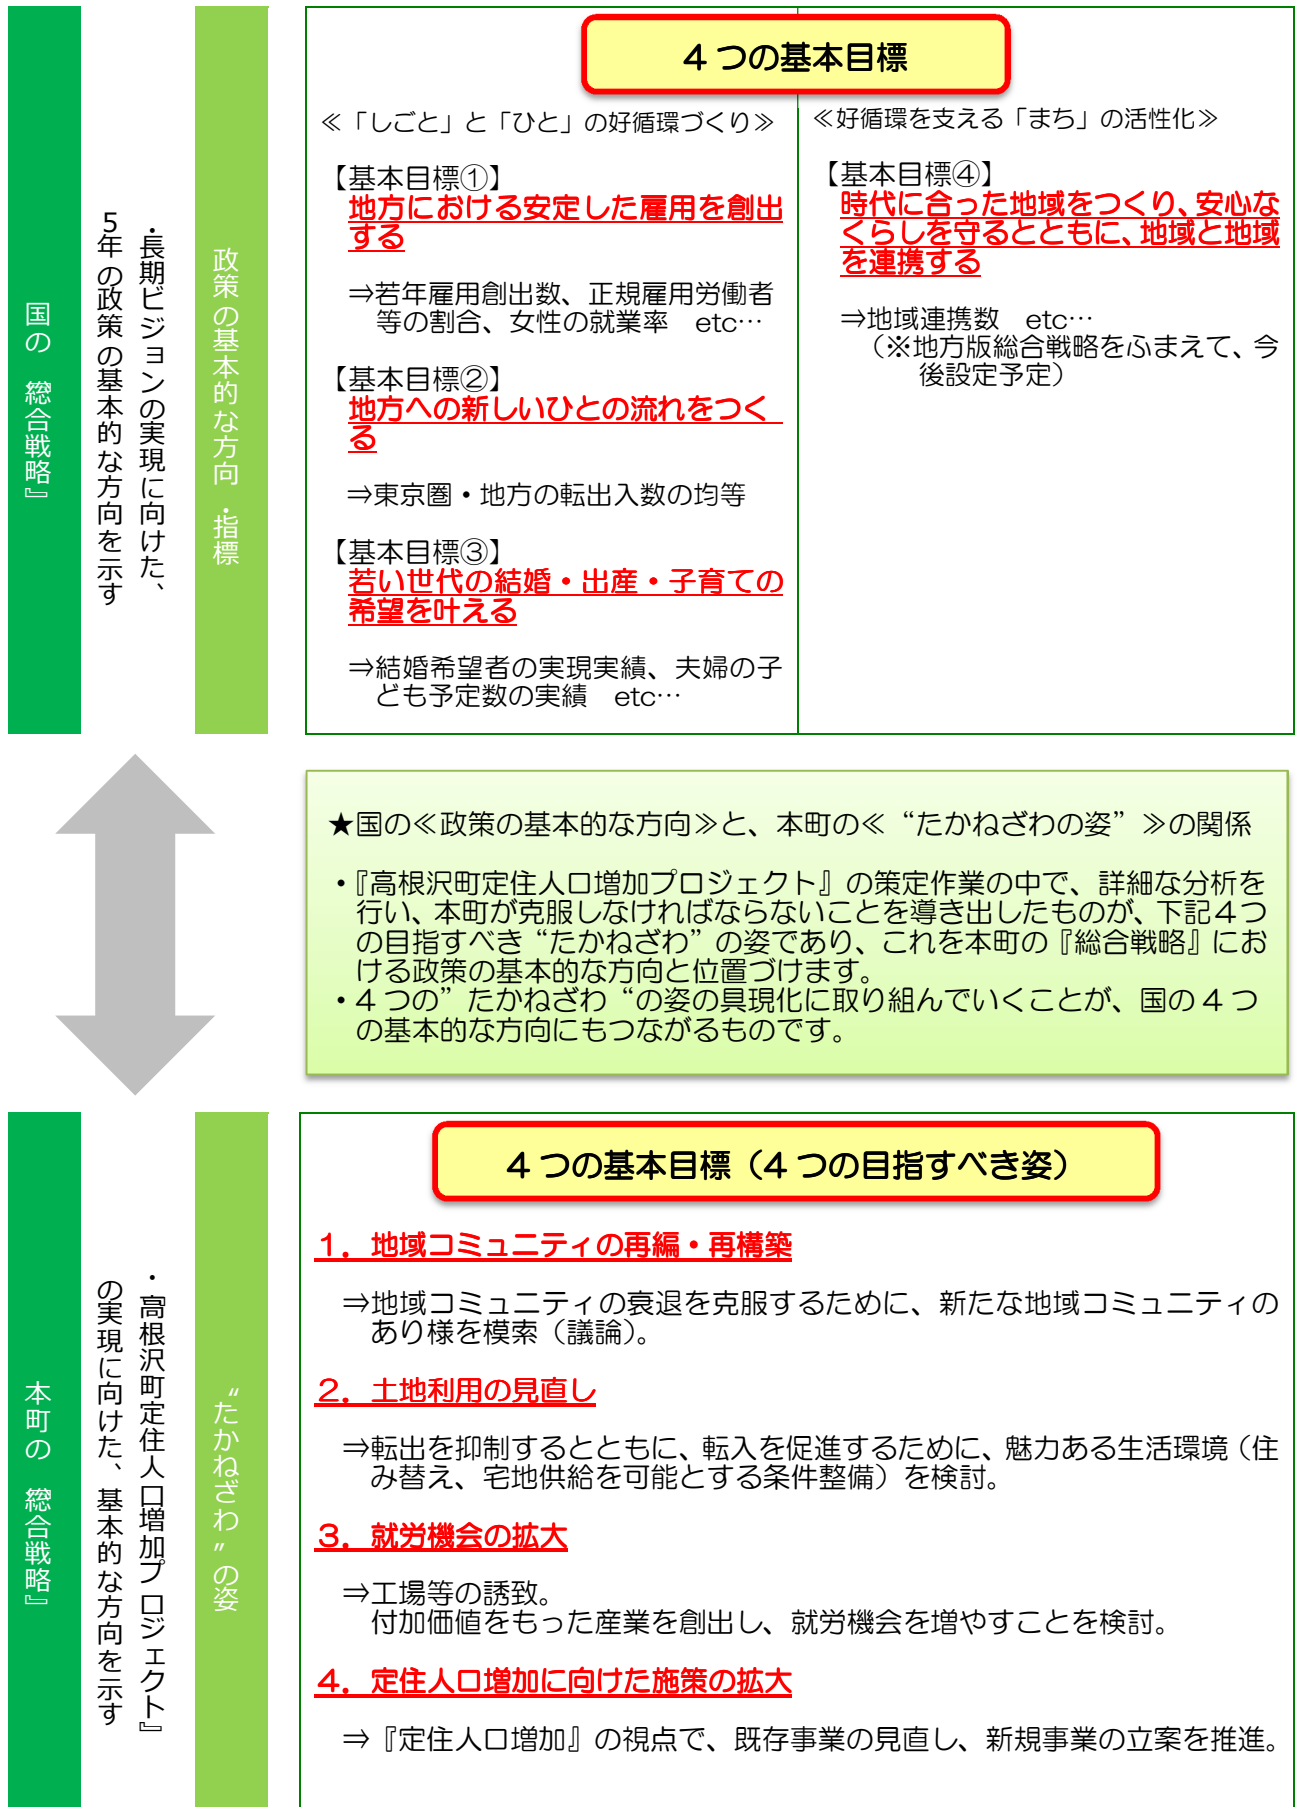 国の　総合戦略』
・長期ビジョンの実現に向けた、
５年の政策の基本的な方向を示す
政策の基本的な方向・指標
４つの基本目標
≪「しごと」と「ひと」の好循環づくり≫
【基本目標①】
地方における安定した雇用を創出
する
⇒若年雇用創出数、正規雇用労働者
等の割合、女性の就業率　etc…
【基本目標②】
地方への新しいひとの流れをつく
る
⇒東京圏・地方の転出入数の均等
【基本目標③】
若い世代の結婚・出産・子育ての
希望を叶える
⇒結婚希望者の実現実績、夫婦の子
ども予定数の実績　etc…
≪好循環を支える「まち」の活性化≫
【基本目標④】
時代に合った地域をつくり、安心な
くらしを守るとともに、地域と地域
を連携する
⇒地域連携数　etc…
（※地方版総合戦略をふまえて、今
後設定予定）
★国の≪政策の基本的な方向≫と、本町の≪“たかねざわの姿”≫の関係
・『高根沢町定住人口増加プロジェクト』の策定作業の中で、詳細な分析を
行い、本町が克服しなければならないことを導き出したものが、下記４つ
の目指すべき“たかねざわ”の姿であり、これを本町の『総合戦略』にお
ける政策の基本的な方向と位置づけます。
・４つの”たかねざわ“の姿の具現化に取り組んでいくことが、国の４つ
の基本的な方向にもつながるものです。
本町の　総合戦略』
・高根沢町定住人口増加プロジェクト』
の実現に向けた、基本的な方向を示す
“たかねざわ”の姿
４つの基本目標（４つの目指すべき姿）
１．地域コミュニティの再編・再構築
⇒地域コミュニティの衰退を克服するために、新たな地域コミュニティの
あり様を模索（議論）。
２．土地利用の見直し
⇒転出を抑制するとともに、転入を促進するために、魅力ある生活環境（住
み替え、宅地供給を可能とする条件整備）を検討。
３．就労機会の拡大
⇒工場等の誘致。
付加価値をもった産業を創出し、就労機会を増やすことを検討。
４．定住人口増加に向けた施策の拡大
⇒『定住人口増加』の視点で、既存事業の見直し、新規事業の立案を推進。